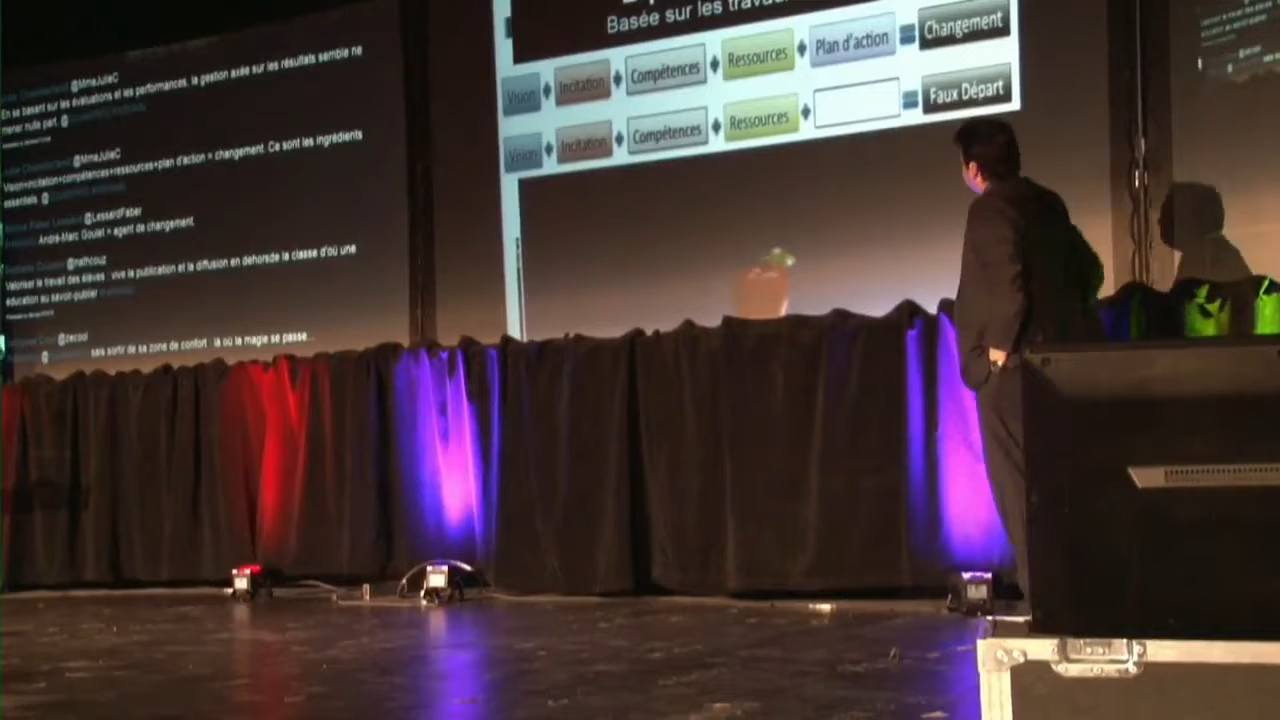 @MmeJulieC
En se basant sur les évaluations et les performances, la gestion axée sur les résultats semble ne
mener nulle part. @
@MmeJulieC
Vision+incitation+compétences+ressources+plan d'action = changement. Ce sont les ingrédients
essentiels. @
@LessardFaber
André-Marc Goulet = agent de changement.
@nathcouz
Valoriser le travail des élèves : vive la publication et la diffusion en dehorsde la classe d'où une
éducation au savoir-publier
@zecool
@ sais sortir de sa zone de confort : là où la magie se passe...
Basée sur les travau
Vision Incitation Compétences Ressources Plan d'action = Changement
Vision Incitation Compétences Ressources = Faux Départ